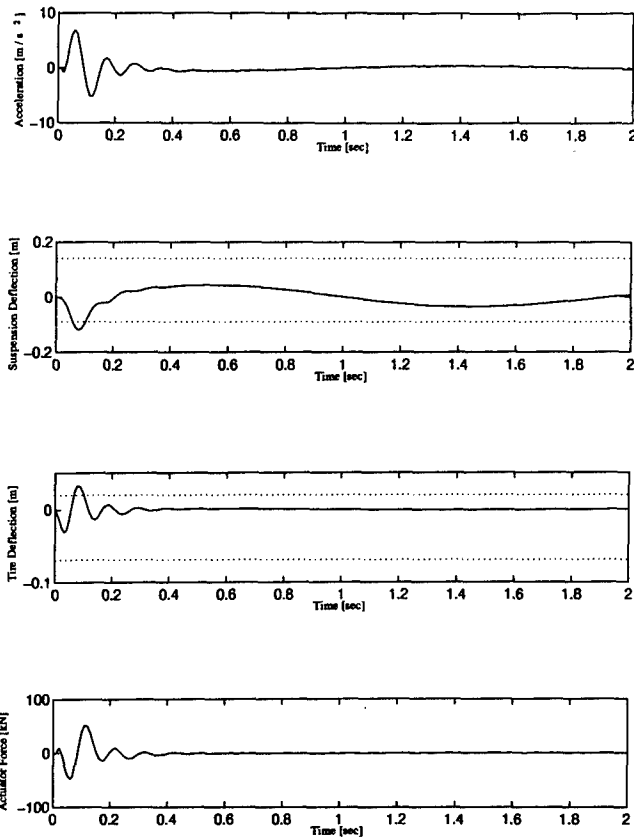 10
0
-10
Acceleration [m / s ²]
0 0.2 0.4 0.6 0.8 1 1.2 1.4 1.6 1.8 2
Time [sec]
0.2
0
-0.2
Suspension Deflection [m]
0 0.2 0.4 0.6 0.8 1 1.2 1.4 1.6 1.8 2
Time [sec]
0
-0.1
Tire Deflection [m]
0 0.2 0.4 0.6 0.8 1 1.2 1.4 1.6 1.8 2
Time [sec]
100
0
-100
Actuator Force [kN]
0 0.2 0.4 0.6 0.8 1 1.2 1.4 1.6 1.8 2
Time [sec]